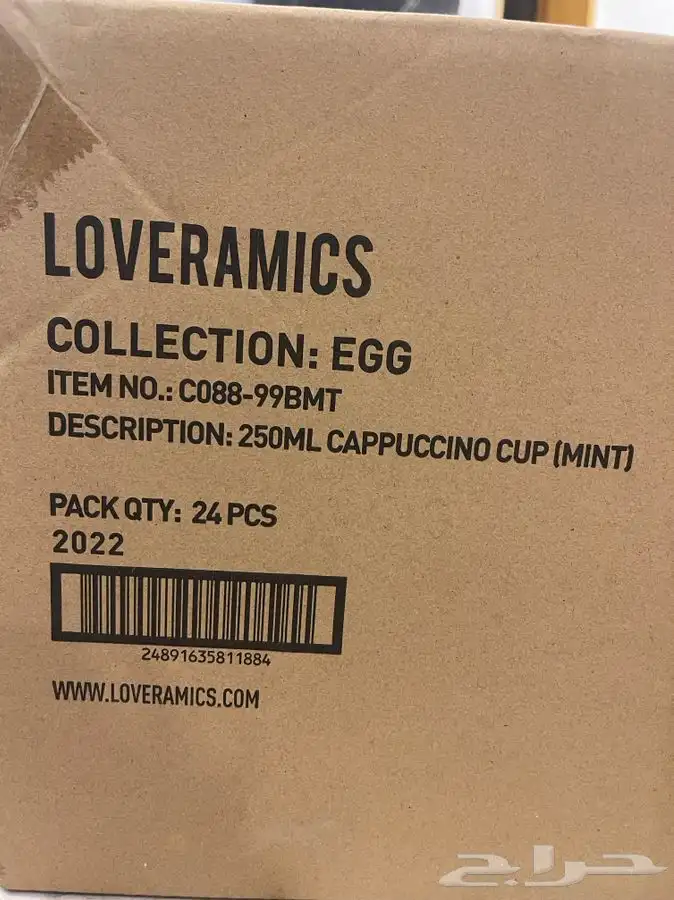 LOVERAMICS
COLLECTION: EGG
ITEM NO.: C088-99BMT
DESCRIPTION: 250ML CAPPUCCINO CUP (MINT)
PACK QTY: 24 PCS
2022
24891635811884
WWW.LOVERAMICS.COM
حراج